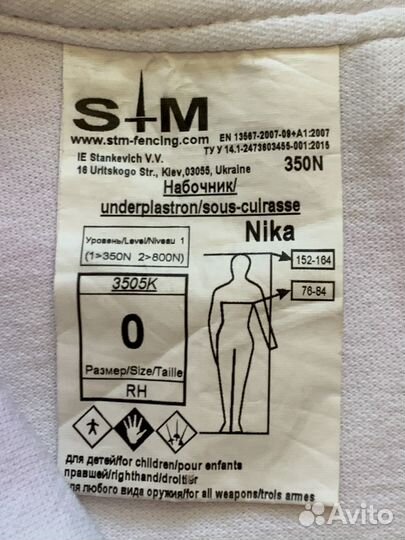 STM
www.stm-fencing.com
EN 13567-2007-09+A1:2007
ТУ У 14.1-2473603455-001:2015
IE Stankevich V.V.
16 Uritskogo Str., Kiev,03055, Ukraine
350N
Набочник/
underplastron/sous-cuirasse
Nika
Уровень/Level/Niveau 1
(1>350N 2>800N)
152-164
76-84
3505K
0
Размер/Size/Taille
RH
для детей/for children/pour enfants
правшей/righthand/droitier
для любого вида оружия/for all weapons/trois armes
Avito